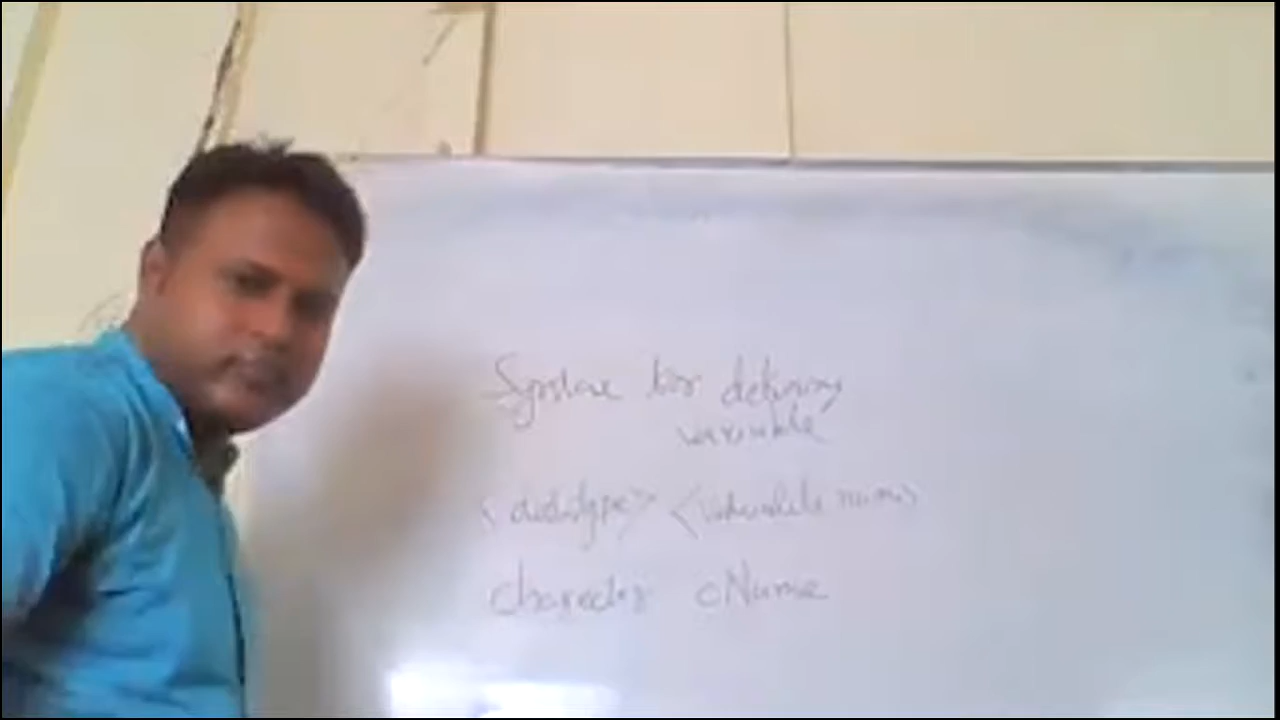 Syntax for defining
variable
<datatype> <variable name>
character cName